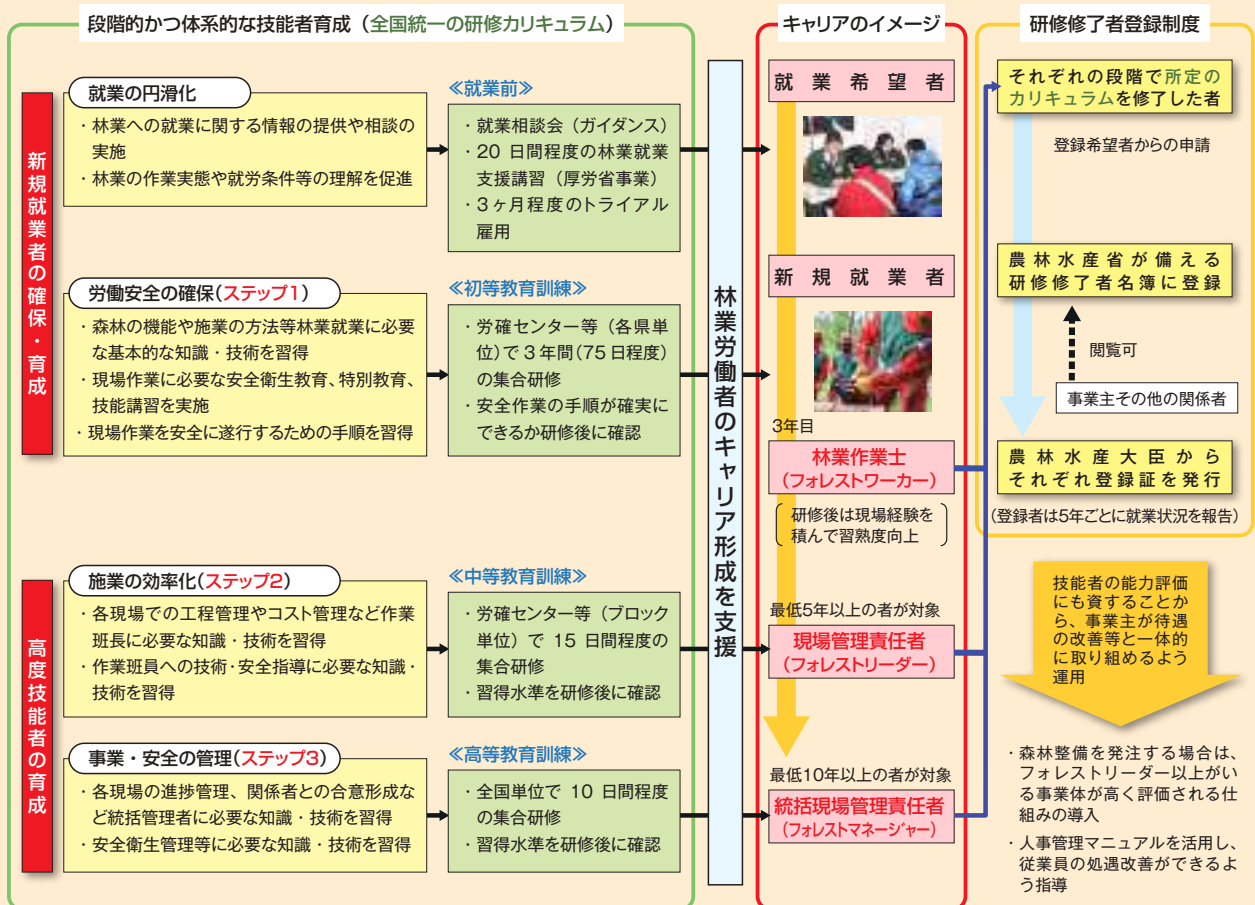 段階的かつ体系的な技能者育成（全国統一の研修カリキュラム）
新規就業者の確保・育成
就業の円滑化
・林業への就業に関する情報の提供や相談の
実施
・林業の作業実態や就労条件等の理解を促進
≪就業前≫
・就業相談会（ガイダンス）
・20 日間程度の林業就業
支援講習（厚労省事業）
・3ヶ月程度のトライアル
雇用
労働安全の確保(ステップ1)
・森林の機能や施業の方法等林業就業に必要
な基本的な知識・技術を習得
・現場作業に必要な安全衛生教育、特別教育、
技能講習を実施
・現場作業を安全に遂行するための手順を習得
≪初等教育訓練≫
・労確センター等（各県単
位）で3年間（75日程度）
の集合研修
・安全作業の手順が確実に
できるか研修後に確認
高度技能者の育成
施業の効率化(ステップ2)
・各現場での工程管理やコスト管理など作業
班長に必要な知識・技術を習得
・作業班員への技術・安全指導に必要な知識・
技術を習得
≪中等教育訓練≫
・労確センター等（ブロック
単位）で 15 日間程度の
集合研修
・習得水準を研修後に確認
事業・安全の管理(ステップ3)
・各現場の進捗管理、関係者との合意形成な
ど統括管理者に必要な知識・技術を習得
・安全衛生管理等に必要な知識・技術を習得
≪高等教育訓練≫
・全国単位で 10 日間程度
の集合研修
・習得水準を研修後に確認
林業労働者のキャリア形成を支援
キャリアのイメージ
就業希望者
新規就業者
3年目
林業作業士
（フォレストワーカー）
研修後は現場経験を
積んで習熟度向上
最低5年以上の者が対象
現場管理責任者
（フォレストリーダー）
最低10年以上の者が対象
統括現場管理責任者
（フォレストマネージャー）
研修修了者登録制度
それぞれの段階で所定の
カリキュラムを修了した者
登録希望者からの申請
農林水産省が備える
研修修了者名簿に登録
閲覧可
事業主その他の関係者
農林水産大臣から
それぞれ登録証を発行
（登録者は5年ごとに就業状況を報告）
技能者の能力評価
にも資することか
ら、事業主が待遇
の改善等と一体的
に取り組めるよう
運用
・森林整備を発注する場合は、
フォレストリーダー以上がい
る事業体が高く評価される仕
組みの導入
・人事管理マニュアルを活用し、
従業員の処遇改善ができるよ
う指導